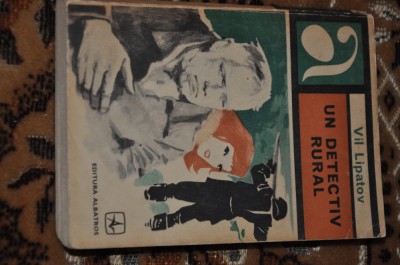 a
Vil Lipatov
UN DETECTIV
RURAL
EDITURA ALBATROS